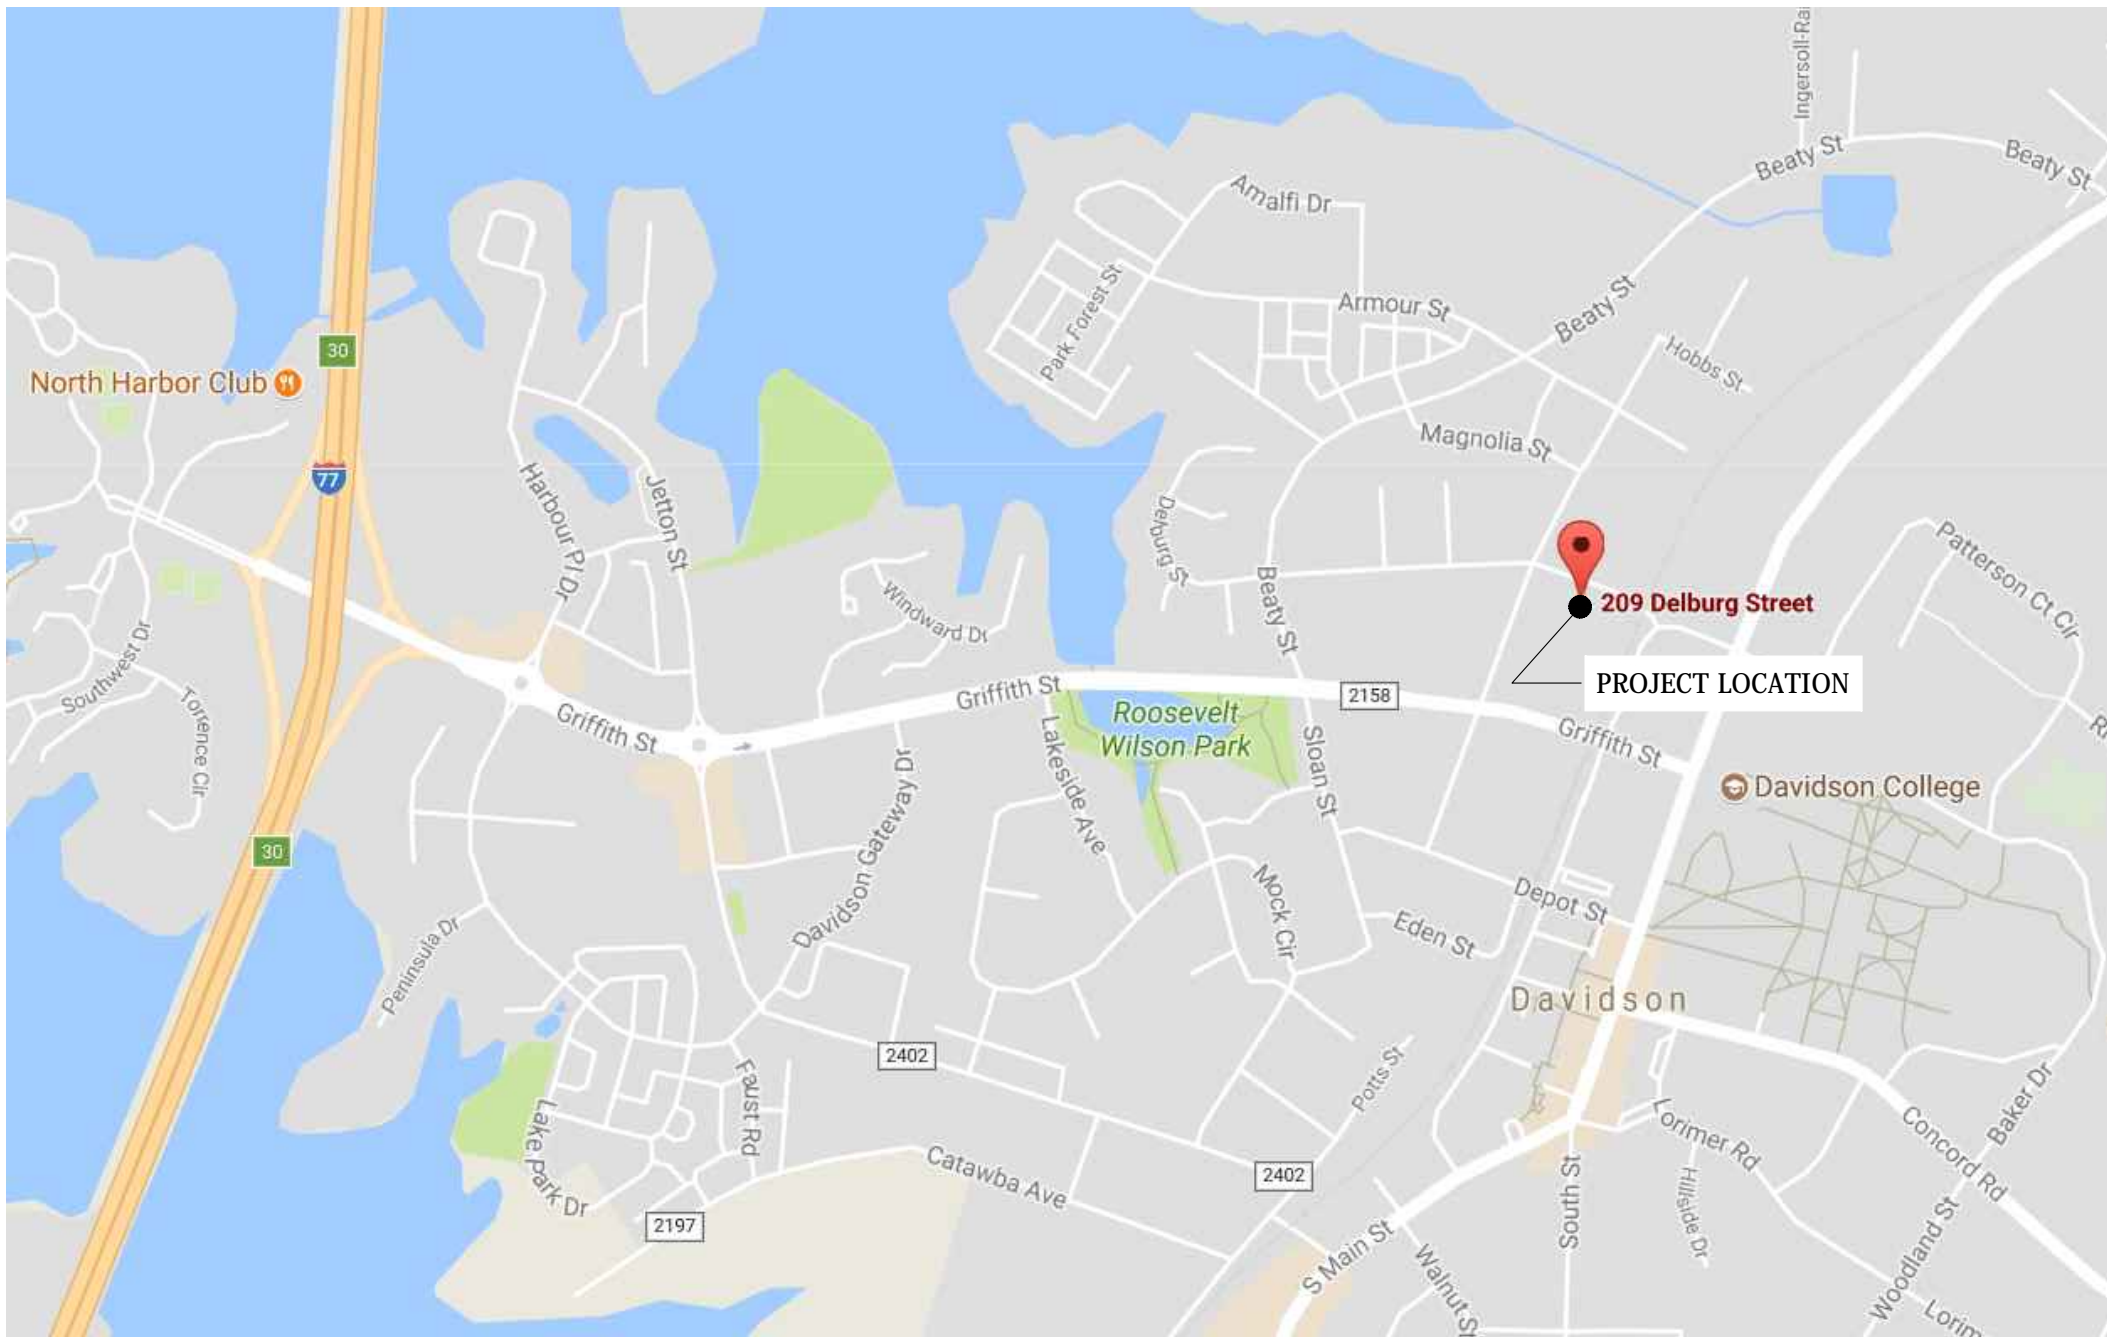 Ingersoll-Ra
Beaty St
Beaty St
Amalfi Dr
Park Forest St
Armour St
Beaty St
30
Hobbs St
North Harbor Club
Magnolia St
77
Harbour Pl Dr
Jetton St
Delburg St
Patterson Ct Cir
Beaty St
Windward Dr
209 Delburg Street
Southwest Dr
PROJECT LOCATION
Torrence Cir
Griffith St
2158
Roosevelt
Wilson Park
Griffith St
Griffith St
Lakeside Ave
Sloan St
Davidson Gateway Dr
Davidson College
30
Mock Cir
Depot St
Eden St
Peninsula Dr
Davidson
2402
Potts St
Faust Rd
Lake Park Dr
Lorimer Rd
Baker Dr
Concord Rd
Catawba Ave
2402
South St
Hillside Dr
2197
S Main St
Walnut St
Woodland St
Lorim